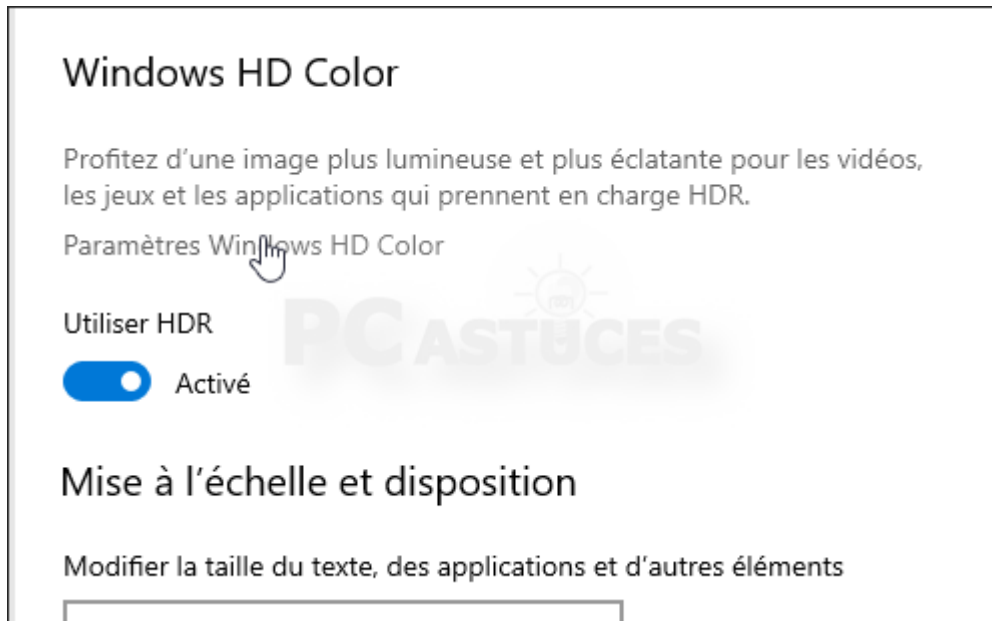 Windows HD Color
Profitez d’une image plus lumineuse et plus éclatante pour les vidéos,
les jeux et les applications qui prennent en charge HDR.
Paramètres Windows HD Color
PC ASTUCES
Utiliser HDR
Activé
Mise à l’échelle et disposition
Modifier la taille du texte, des applications et d’autres éléments